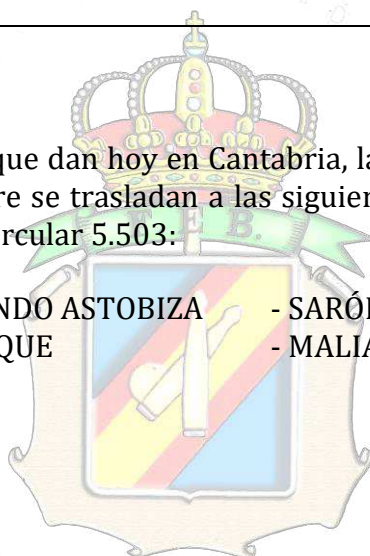 que dan hoy en Cantabria, la
re se trasladan a las siguien
rcular 5.503:
F. E. B.
NDO ASTOBIZA - SARÓ
QUE - MALIA